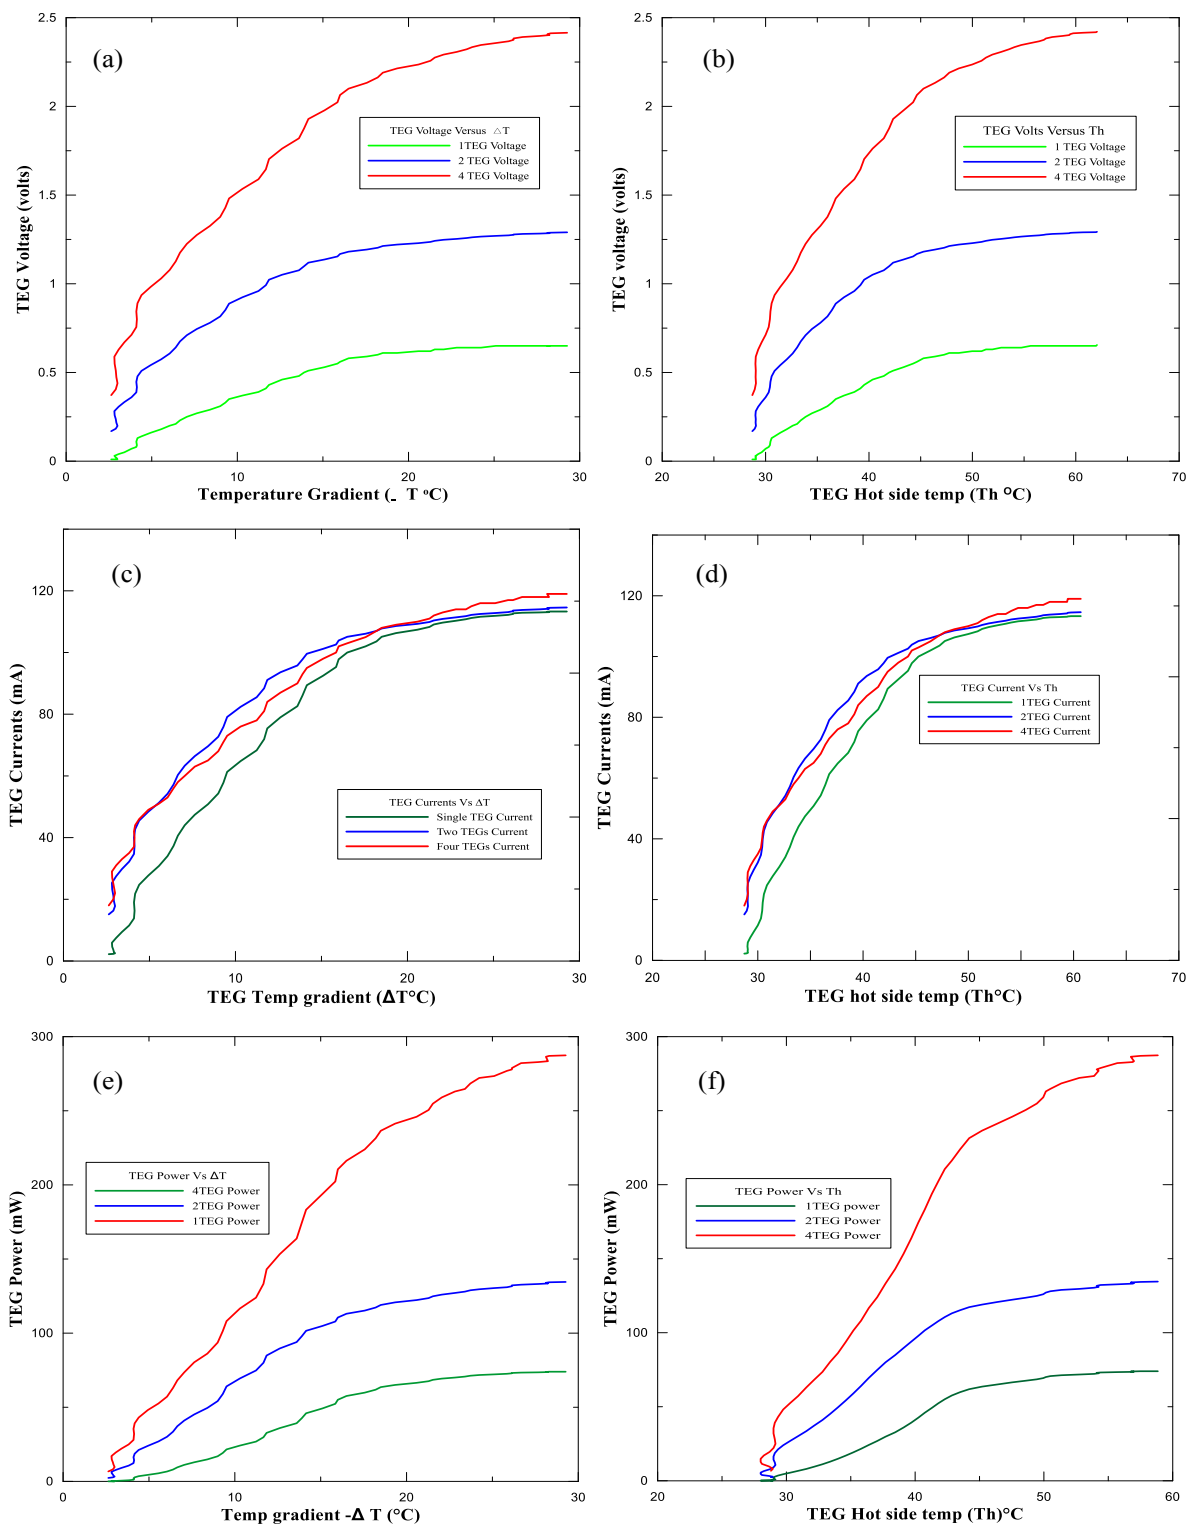 (a)
2.5
2
1.5
1
0.5
0
TEG Voltage (volts)
TEG Voltage Versus △T
1TEG Voltage
2 TEG Voltage
4 TEG Voltage
0 10 20 30
Temperature Gradient (_ T °C)
(b)
2.5
2
1.5
1
0.5
0
TEG voltage (volts)
TEG Volts Versus Th
1 TEG Voltage
2 TEG Voltage
4 TEG Voltage
20 30 40 50 60 70
TEG Hot side temp (Th °C)
(c)
120
80
40
0
TEG Currents (mA)
TEG Currents Vs ΔT
Single TEG Current
Two TEGs Current
Four TEGs Current
0 10 20 30
TEG Temp gradient (ΔT°C)
(d)
120
80
40
0
TEG Currents (mA)
TEG Current Vs Th
1TEG Current
2TEG Current
4TEG Current
20 30 40 50 60 70
TEG hot side temp (Th°C)
(e)
300
200
100
0
TEG Power (mW)
TEG Power Vs ΔT
4TEG Power
2TEG Power
1TEG Power
0 10 20 30
Temp gradient -Δ T (°C)
(f)
300
200
100
0
TEG Power (mW)
TEG Power Vs Th
1TEG power
2TEG Power
4TEG Power
20 30 40 50 60
TEG Hot side temp (Th)°C